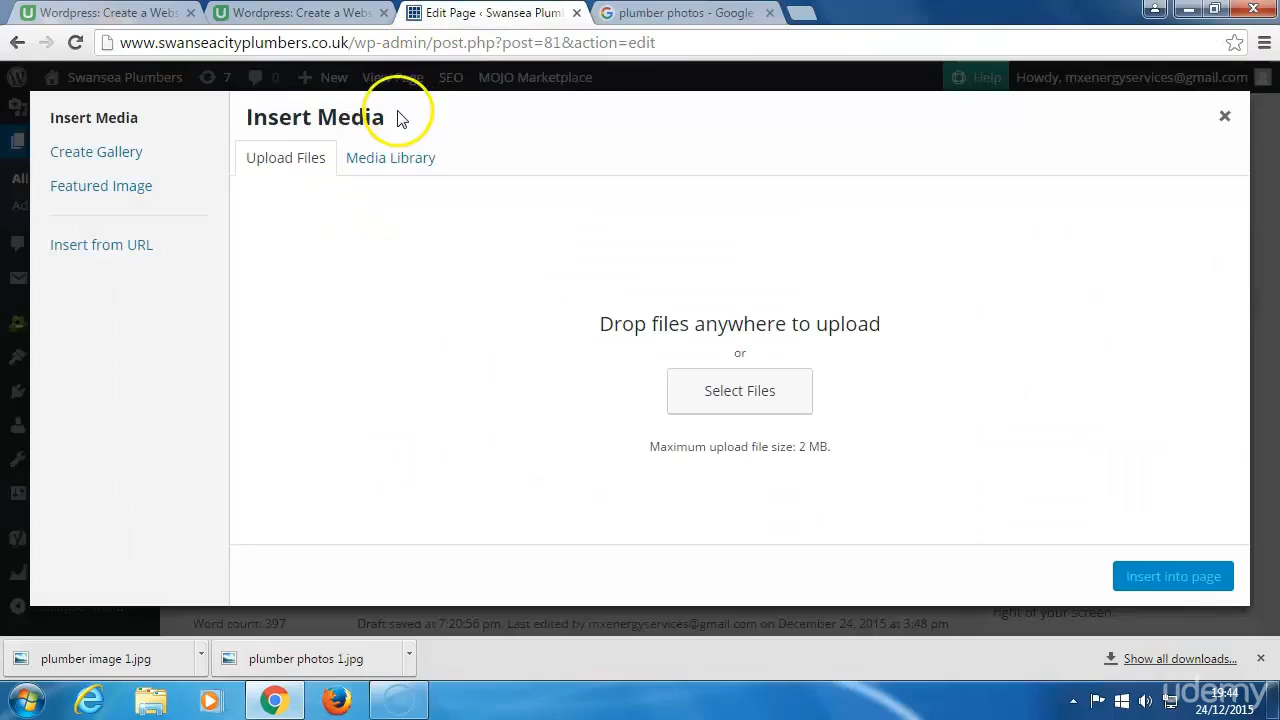 Wordpress: Create a Webs
Wordpress: Create a Webs
Edit Page ‹ Swansea Plum
plumber photos - Google
www.swanseacityplumbers.co.uk/wp-admin/post.php?post=81&action=edit
Swansea Plumbers
7
0
New
View Page
SEO
MOJO Marketplace
Help
Howdy, mxenergyservices@gmail.com
Insert Media
Create Gallery
Featured Image
Insert from URL
Insert Media
Upload Files
Media Library
Drop files anywhere to upload
or
Select Files
Maximum upload file size: 2 MB.
Insert into page
All
Ad
right of your screen.
Word count: 397
Draft saved at 7:20:56 pm. Last edited by mxenergyservices@gmail.com on December 24, 2015 at 3:48 pm
plumber image 1.jpg
plumber photos 1.jpg
Show all downloads...
udemy
19:44
24/12/2015